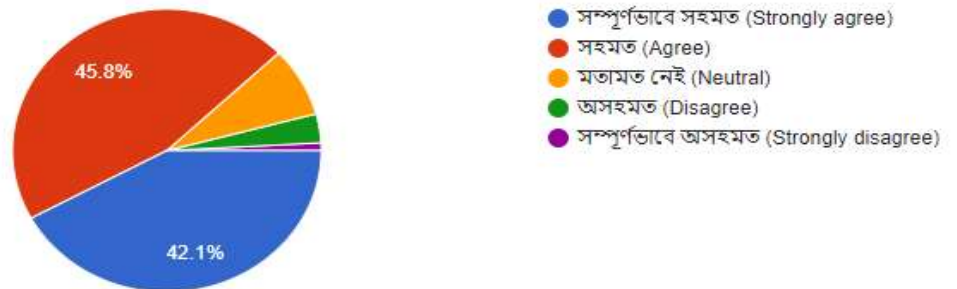 সম্পূর্ণভাবে সহমত (Strongly agree)
সহমত (Agree)
মতামত নেই (Neutral)
অসহমত (Disagree)
সম্পূর্ণভাবে অসহমত (Strongly disagree)
45.8%
42.1%